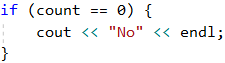 if (count == 0) {
    cout << "No" << endl;
}